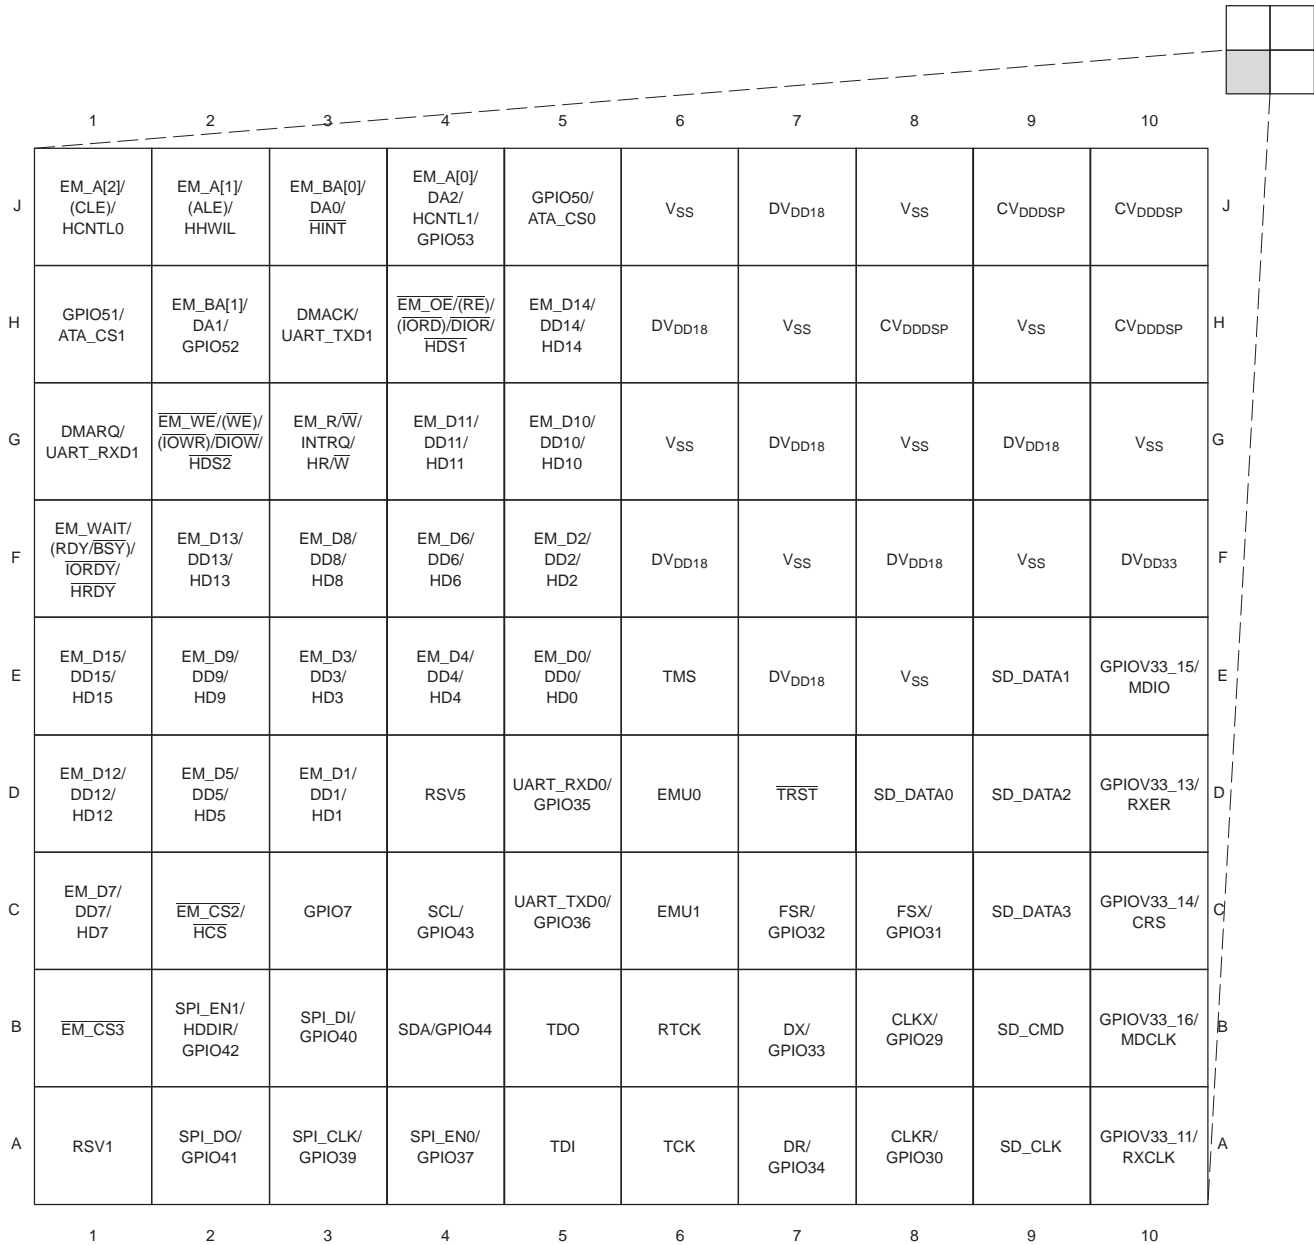 1 2 3 4 5 6 7 8 9 10
J
EM_A[2]/
(CLE)/
HCNTL0
EM_A[1]/
(ALE)/
HHWIL
EM_BA[0]/
DA0/
HINT
EM_A[0]/
DA2/
HCNTL1/
GPIO53
GPIO50/
ATA_CS0
VSS
DVDD18
VSS
CVDDDSP
CVDDDSP
J
H
GPIO51/
ATA_CS1
EM_BA[1]/
DA1/
GPIO52
DMACK/
UART_TXD1
EM_OE/(RE)/
(IORD)/DIOR/
HDS1
EM_D14/
DD14/
HD14
DVDD18
VSS
CVDDDSP
VSS
CVDDDSP
H
G
DMARQ/
UART_RXD1
EM_WE/(WE)/
(IOWR)/DIOW/
HDS2
EM_R/W/
INTRQ/
HR/W
EM_D11/
DD11/
HD11
EM_D10/
DD10/
HD10
VSS
DVDD18
VSS
DVDD18
VSS
G
F
EM_WAIT/
(RDY/BSY)/
IORDY/
HRDY
EM_D13/
DD13/
HD13
EM_D8/
DD8/
HD8
EM_D6/
DD6/
HD6
EM_D2/
DD2/
HD2
DVDD18
VSS
DVDD18
VSS
DVDD33
F
E
EM_D15/
DD15/
HD15
EM_D9/
DD9/
HD9
EM_D3/
DD3/
HD3
EM_D4/
DD4/
HD4
EM_D0/
DD0/
HD0
TMS
DVDD18
VSS
SD_DATA1
GPIOV33_15/
MDIO
E
D
EM_D12/
DD12/
HD12
EM_D5/
DD5/
HD5
EM_D1/
DD1/
HD1
RSV5
UART_RXD0/
GPIO35
EMU0
TRST
SD_DATA0
SD_DATA2
GPIOV33_13/
RXER
D
C
EM_D7/
DD7/
HD7
EM_CS2/
HCS
GPIO7
SCL/
GPIO43
UART_TXD0/
GPIO36
EMU1
FSR/
GPIO32
FSX/
GPIO31
SD_DATA3
GPIOV33_14/
CRS
C
B
EM_CS3
SPI_EN1/
HDDIR/
GPIO42
SPI_DI/
GPIO40
SDA/GPIO44
TDO
RTCK
DX/
GPIO33
CLKX/
GPIO29
SD_CMD
GPIOV33_16/
MDCLK
B
A
RSV1
SPI_DO/
GPIO41
SPI_CLK/
GPIO39
SPI_EN0/
GPIO37
TDI
TCK
DR/
GPIO34
CLKR/
GPIO30
SD_CLK
GPIOV33_11/
RXCLK
A
1 2 3 4 5 6 7 8 9 10